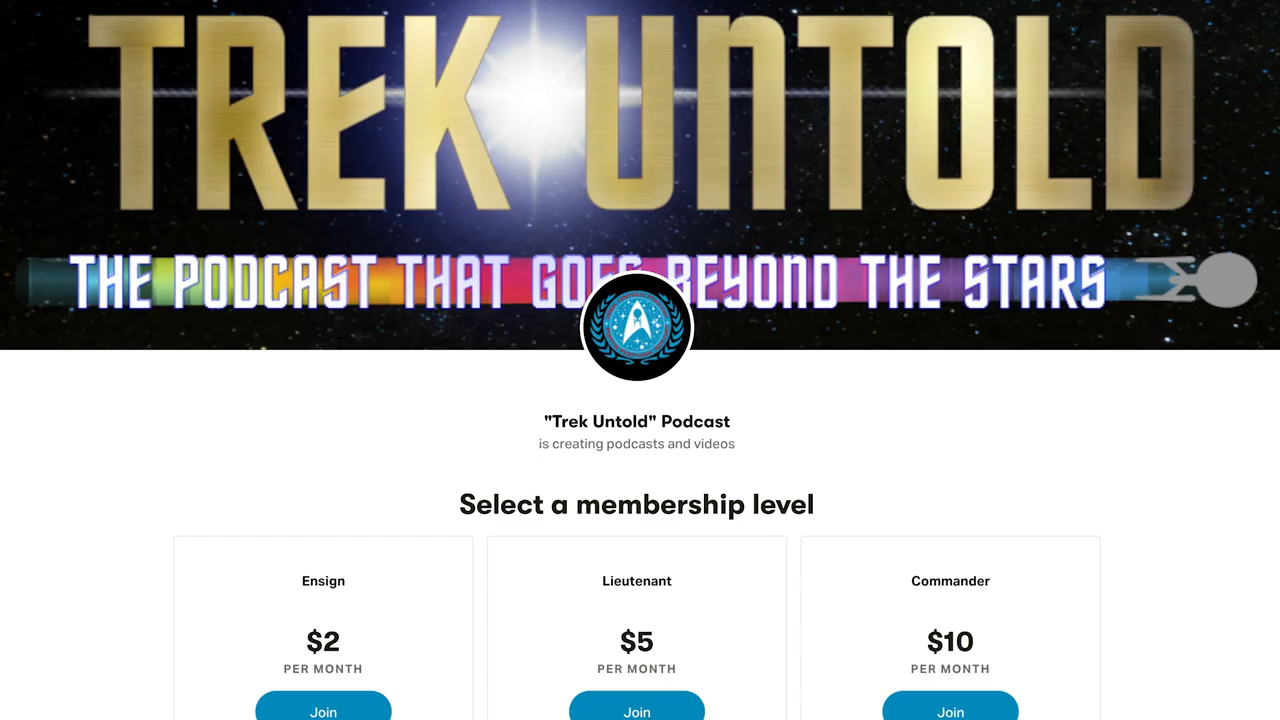 TREK UNTOLD
THE PODCAST THAT GOES BEYOND THE STARS
"Trek Untold" Podcast
is creating podcasts and videos
Select a membership level
Ensign
Lieutenant
Commander
$2
$5
$10
PER MONTH
PER MONTH
PER MONTH
Join
Join
Join